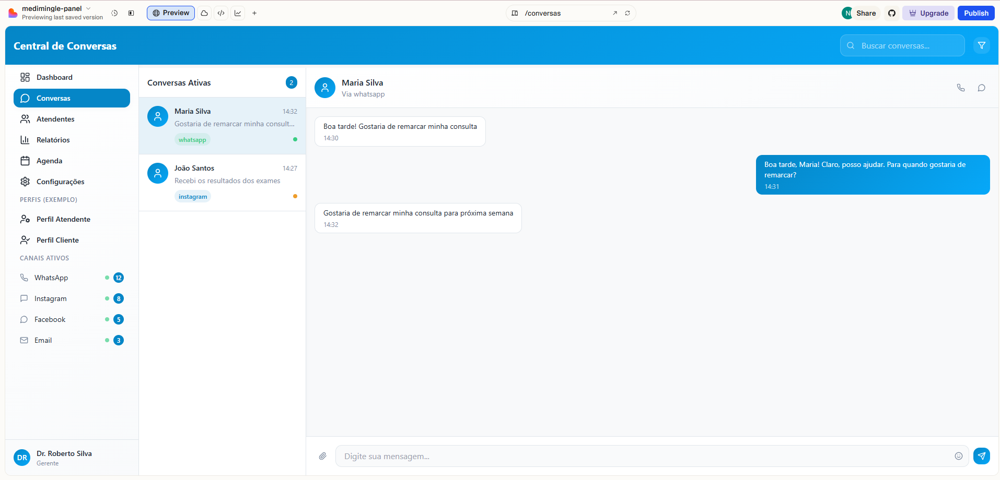 medimingle-panel
Previewing last saved version
Preview
/conversas
N
Share
Upgrade
Publish
Central de Conversas
Buscar conversas...
Dashboard
Conversas
Atendentes
Relatórios
Agenda
Configurações
PERFIS (EXEMPLO)
Perfil Atendente
Perfil Cliente
CANAIS ATIVOS
WhatsApp 12
Instagram 8
Facebook 5
Email 3
DR
Dr. Roberto Silva
Gerente
Conversas Ativas 2
Maria Silva 14:32
Gostaria de remarcar minha consult...
whatsapp
João Santos 14:27
Recebi os resultados dos exames
instagram
Maria Silva
Via whatsapp
Boa tarde! Gostaria de remarcar minha consulta
14:30
Boa tarde, Maria! Claro, posso ajudar. Para quando gostaria de
remarcar?
14:31
Gostaria de remarcar minha consulta para próxima semana
14:32
Digite sua mensagem...